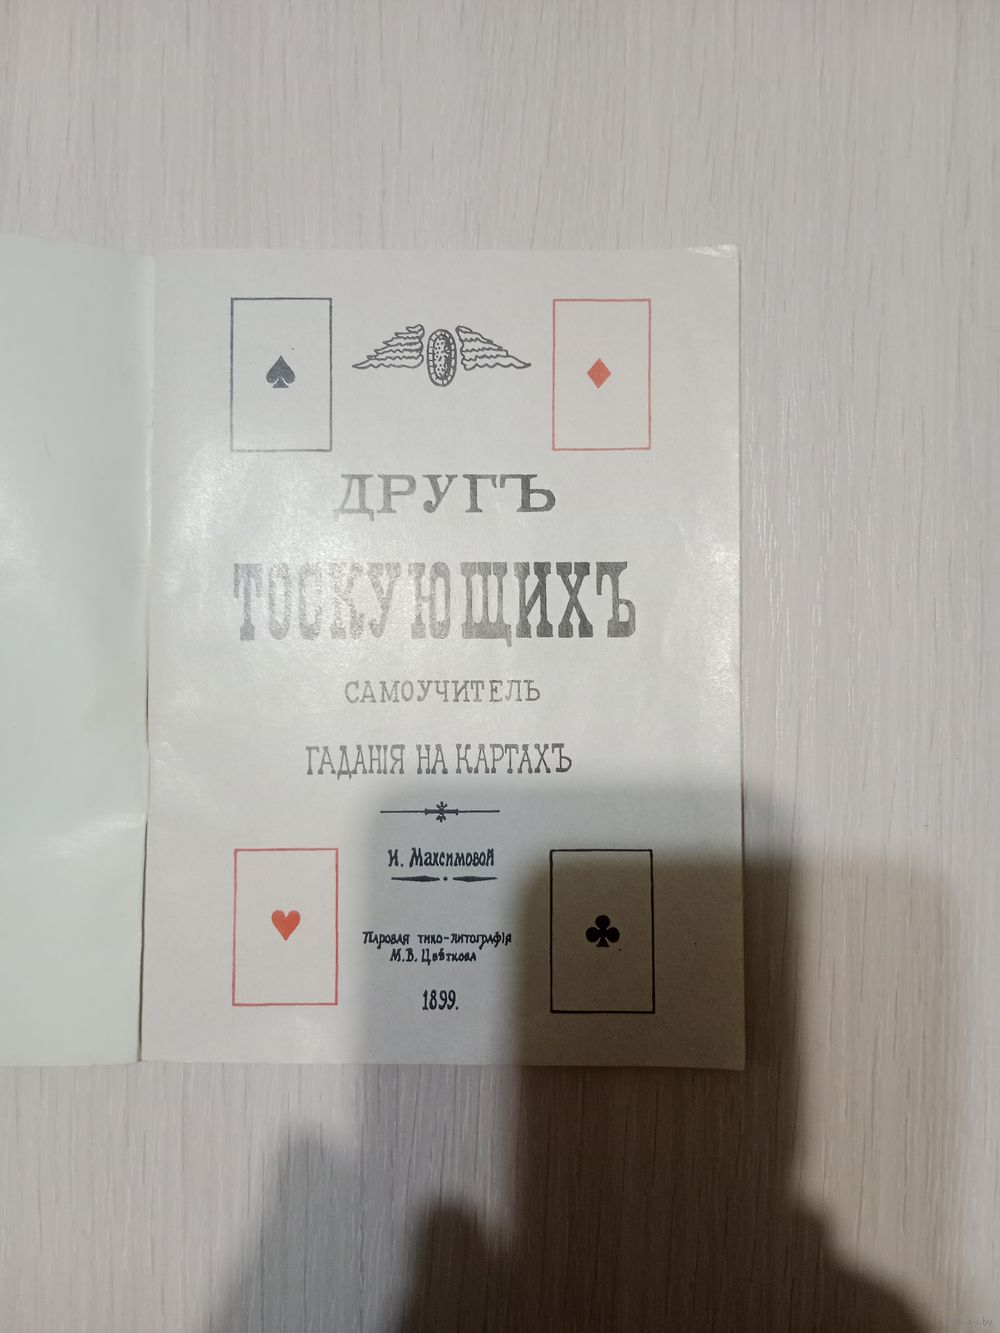 ДРУГЪ
ТОСКУЮЩИХЪ
САМОУЧИТЕЛЬ
ГАДАНІЯ НА КАРТАХЪ
И. Максимовой
Паровая типо-литографія
М.В. Цвѣткова
1899.